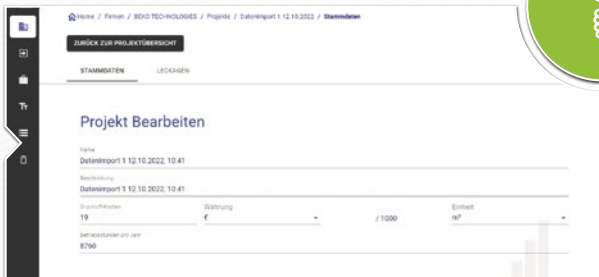 Home / Firmen / BEKO TECHNOLOGIES / Projekte / Datenimport 1 12.10.2022 / Stammdaten
ZURÜCK ZUR PROJEKTÜBERSICHT
STAMMDATEN LECKAGEN
Tт
Projekt Bearbeiten
Name
Datenimport 1 12.10.2022, 10:41
Beschreibung
Datenimport 1 12.10.2022, 10:41
Druckluftkosten Währung Einheit
19 € / 1000 m³
Betriebsstunden pro Jahr
8760